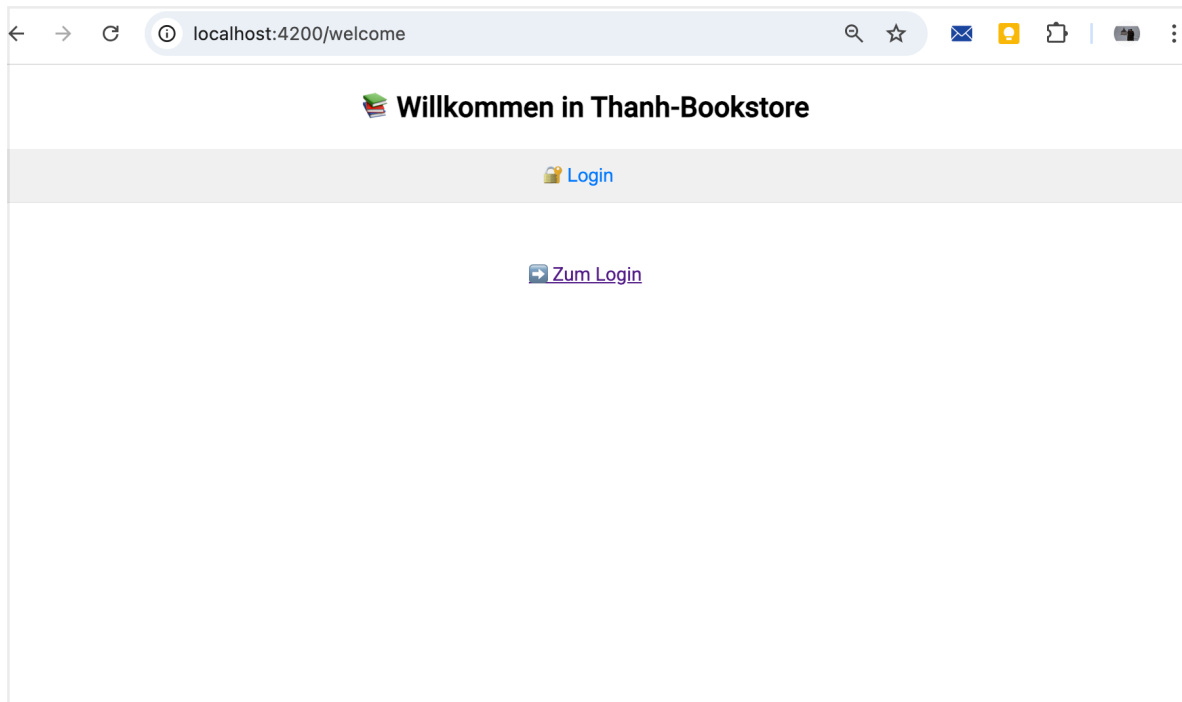 localhost:4200/welcome
📚 Willkommen in Thanh-Bookstore
🔐 Login
➡️ Zum Login